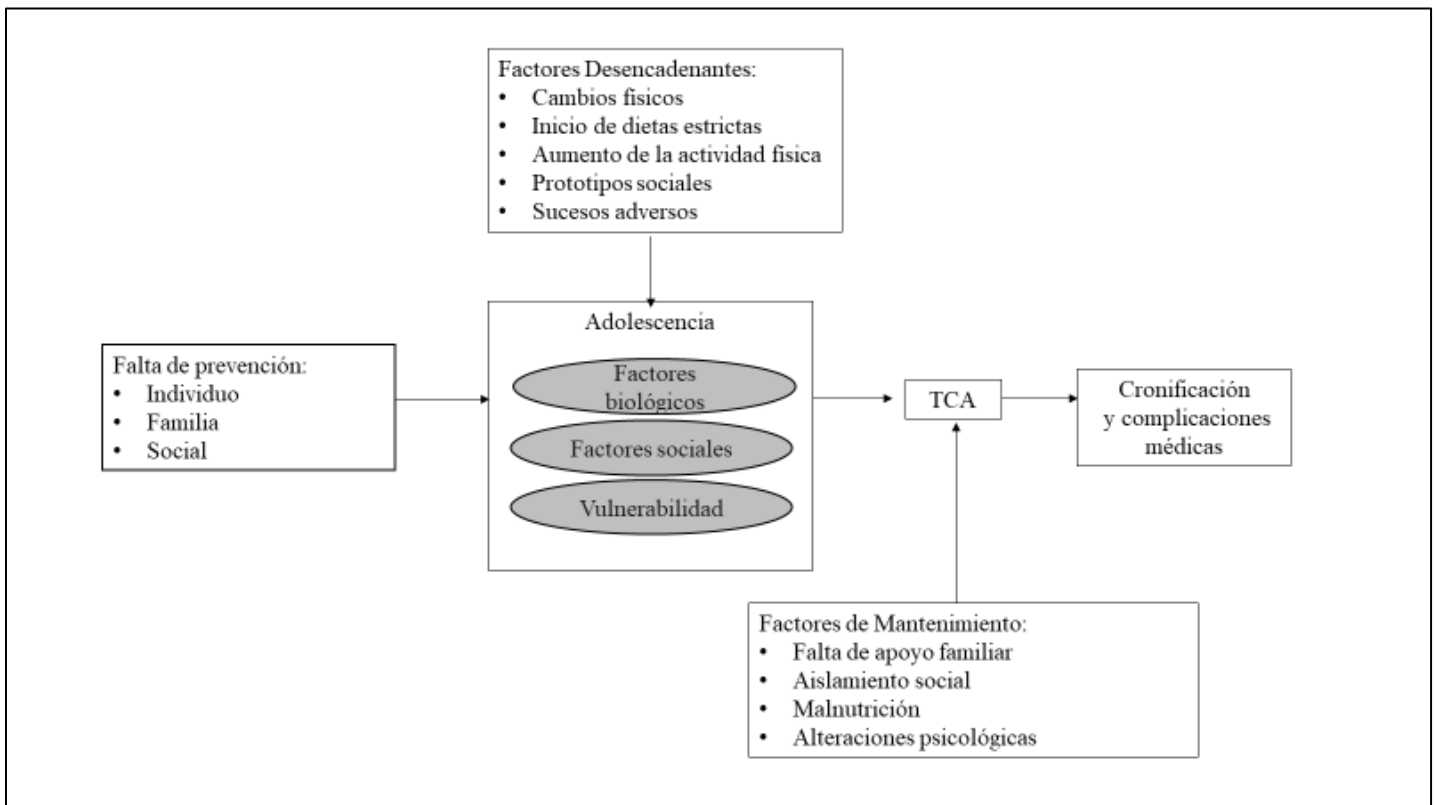 Factores Desencadenantes:
• Cambios físicos
• Inicio de dietas estrictas
• Aumento de la actividad física
• Prototipos sociales
• Sucesos adversos
Falta de prevención:
• Individuo
• Familia
• Social
Adolescencia
Factores
biológicos
Factores sociales
Vulnerabilidad
TCA
Cronificación
y complicaciones
médicas
Factores de Mantenimiento:
• Falta de apoyo familiar
• Aislamiento social
• Malnutrición
• Alteraciones psicológicas